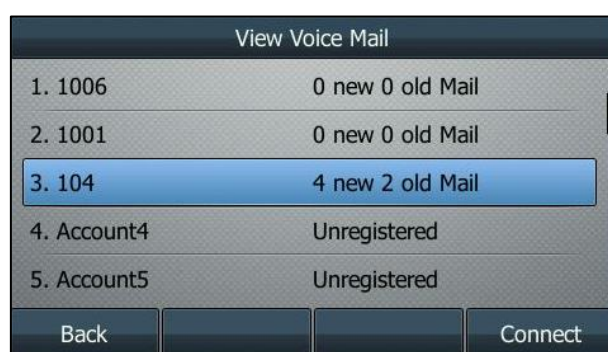 View Voice Mail
1. 1006 0 new 0 old Mail
2. 1001 0 new 0 old Mail
3. 104 4 new 2 old Mail
4. Account4 Unregistered
5. Account5 Unregistered
Back Connect